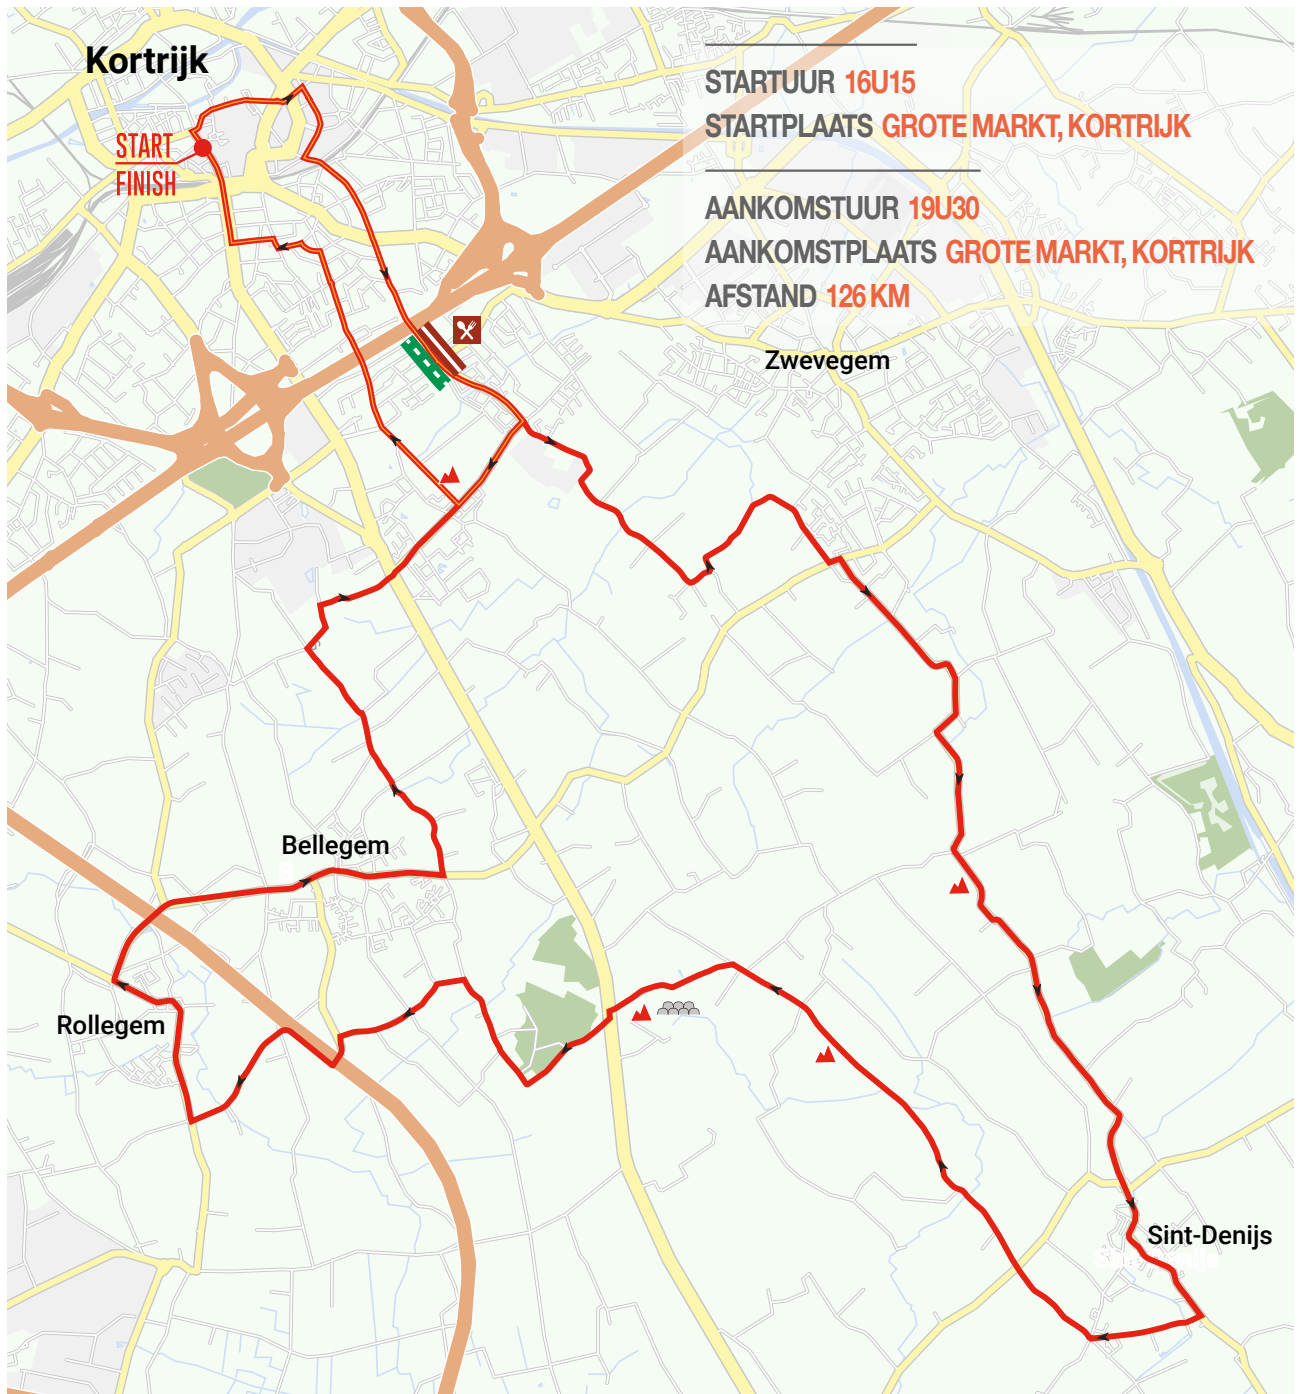 Kortrijk
START
FINISH
STARTUUR 16U15
STARTPLAATS GROTE MARKT, KORTRIJK
AANKOMSTUUR 19U30
AANKOMSTPLAATS GROTE MARKT, KORTRIJK
AFSTAND 126 KM
Zwevegem
Bellegem
Rollegem
Sint-Denijs